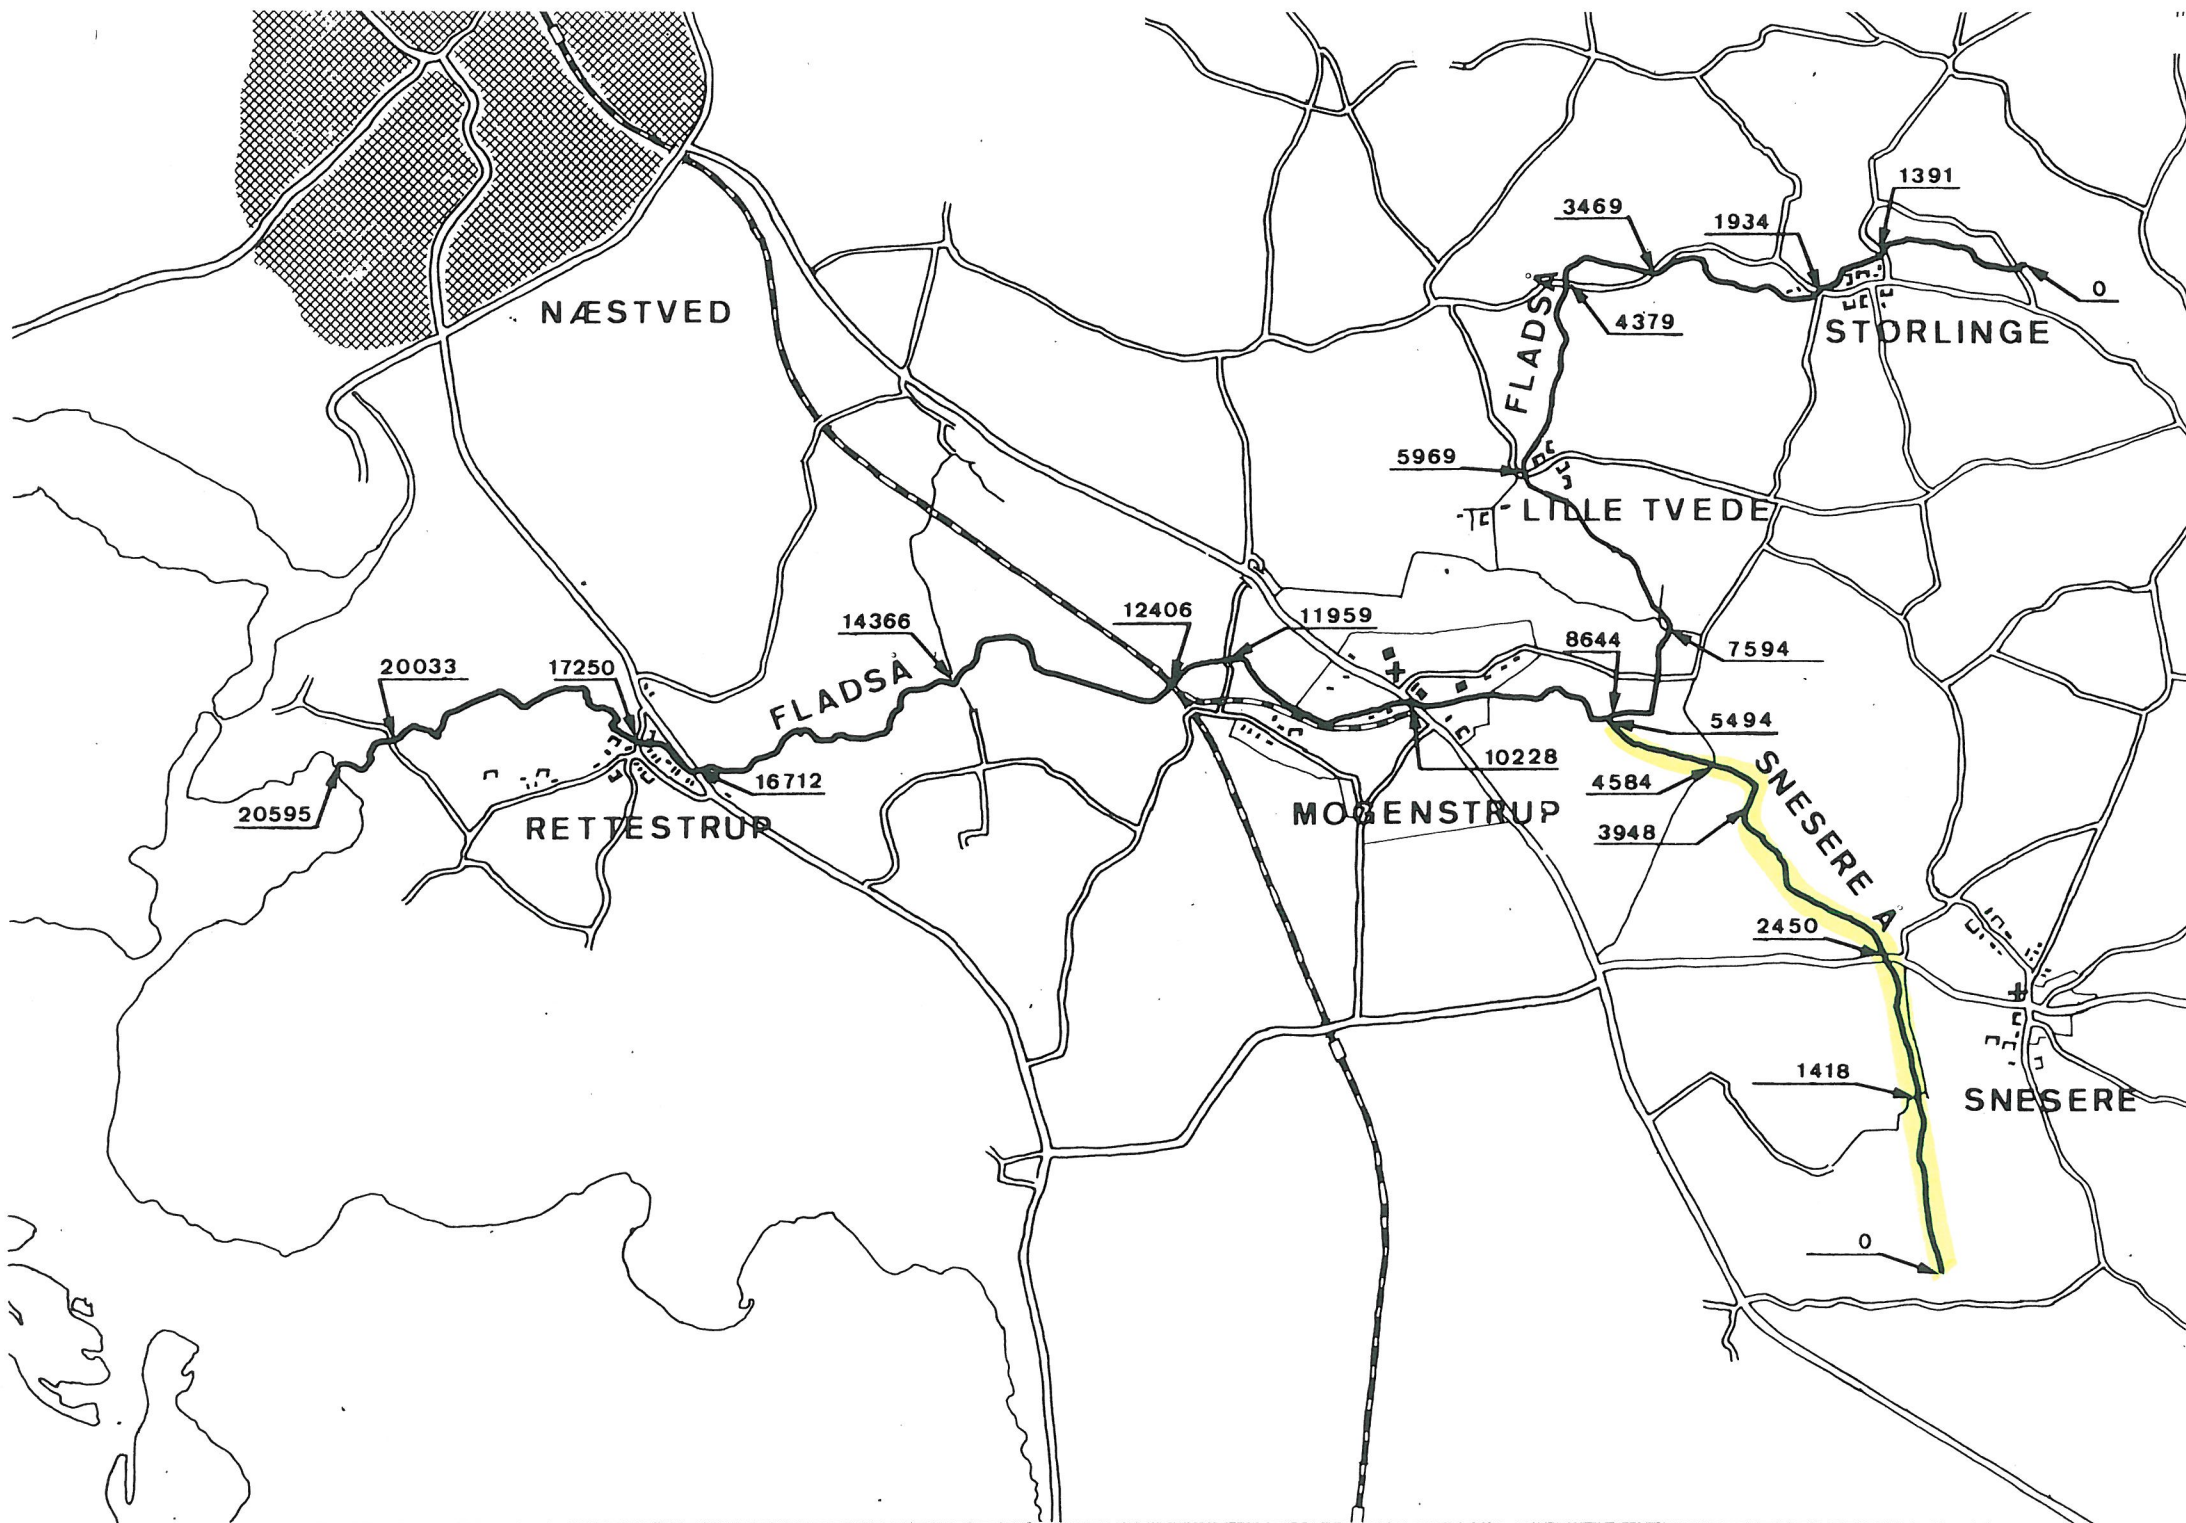 1391
3469
1934
0
FLADSÅ
4379
NÆSTVED
STORLINGE
5969
LILLE TVEDE
12406
11959
14366
8644
7594
20033
17250
FLADSÅ
5494
10228
16712
4584
SNESERE Å
20595
RETTESTRUP
MOGENSTRUP
3948
2450
1418
SNESERE
0